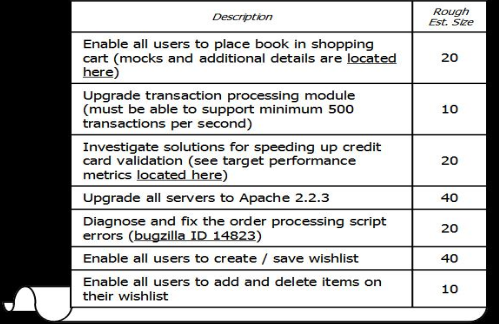 Description
Rough
Est. Size
Enable all users to place book in shopping
cart (mocks and additional details are located
here)
20
Upgrade transaction processing module
(must be able to support minimum 500
transactions per second)
10
Investigate solutions for speeding up credit
card validation (see target performance
metrics located here)
20
Upgrade all servers to Apache 2.2.3
40
Diagnose and fix the order processing script
errors (bugzilla ID 14823)
20
Enable all users to create / save wishlist
40
Enable all users to add and delete items on
their wishlist
10